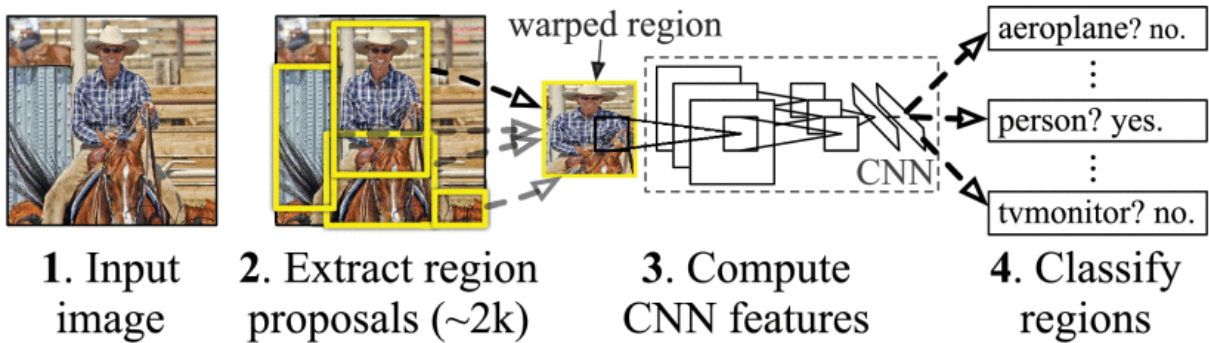 warped region
aeroplane? no.
⋮
person? yes.
CNN
⋮
tvmonitor? no.
1. Input
image
2. Extract region
proposals (~2k)
3. Compute
CNN features
4. Classify
regions